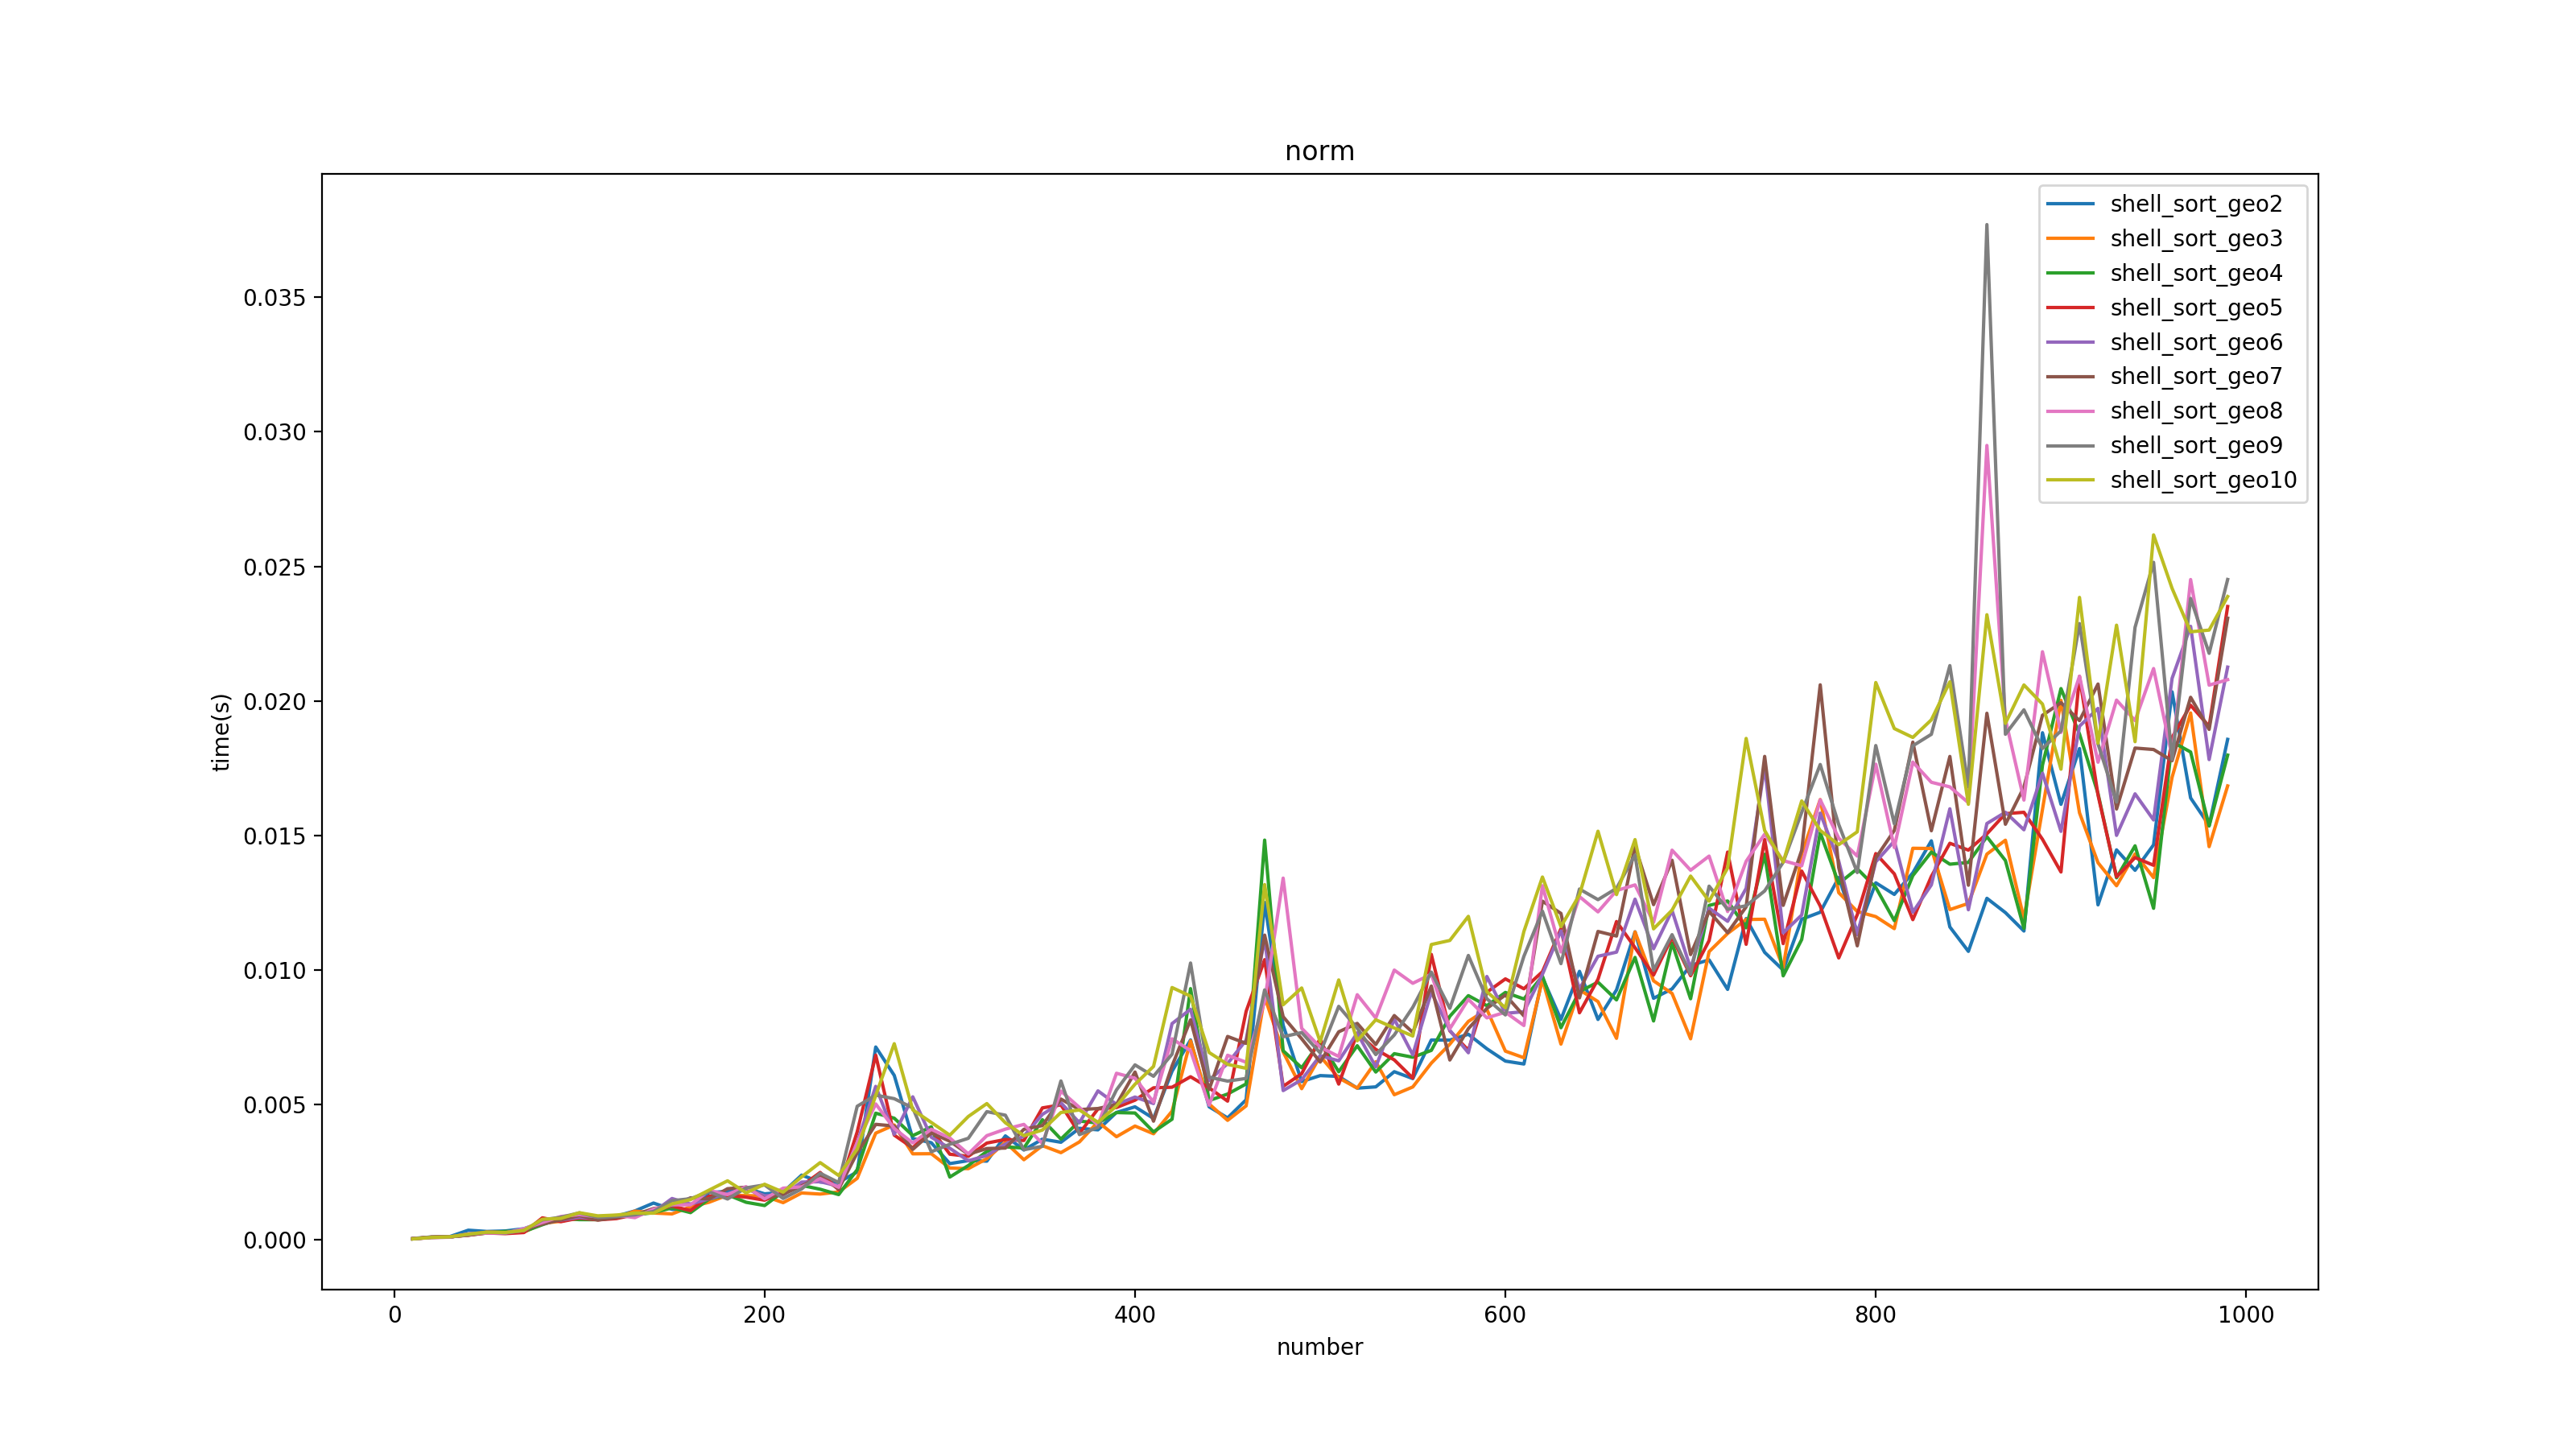 norm
shell_sort_geo2
shell_sort_geo3
shell_sort_geo4
shell_sort_geo5
shell_sort_geo6
shell_sort_geo7
shell_sort_geo8
shell_sort_geo9
shell_sort_geo10
0.035
0.030
0.025
0.020
0.015
0.010
0.005
0.000
time(s)
0 200 400 600 800 1000
number